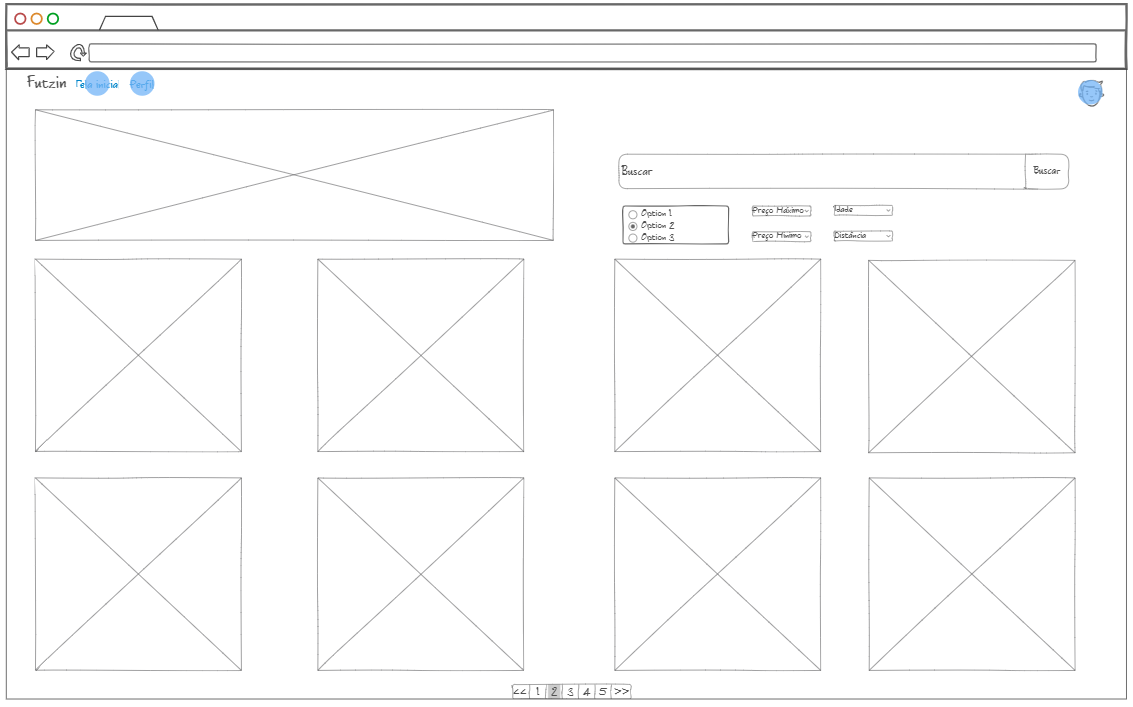 Futzin Tela inicial Perfil
Buscar Buscar
Option 1
Option 2
Option 3
Preço Máximo Idade
Preço Mínimo Distância
<< 1 2 3 4 5 >>